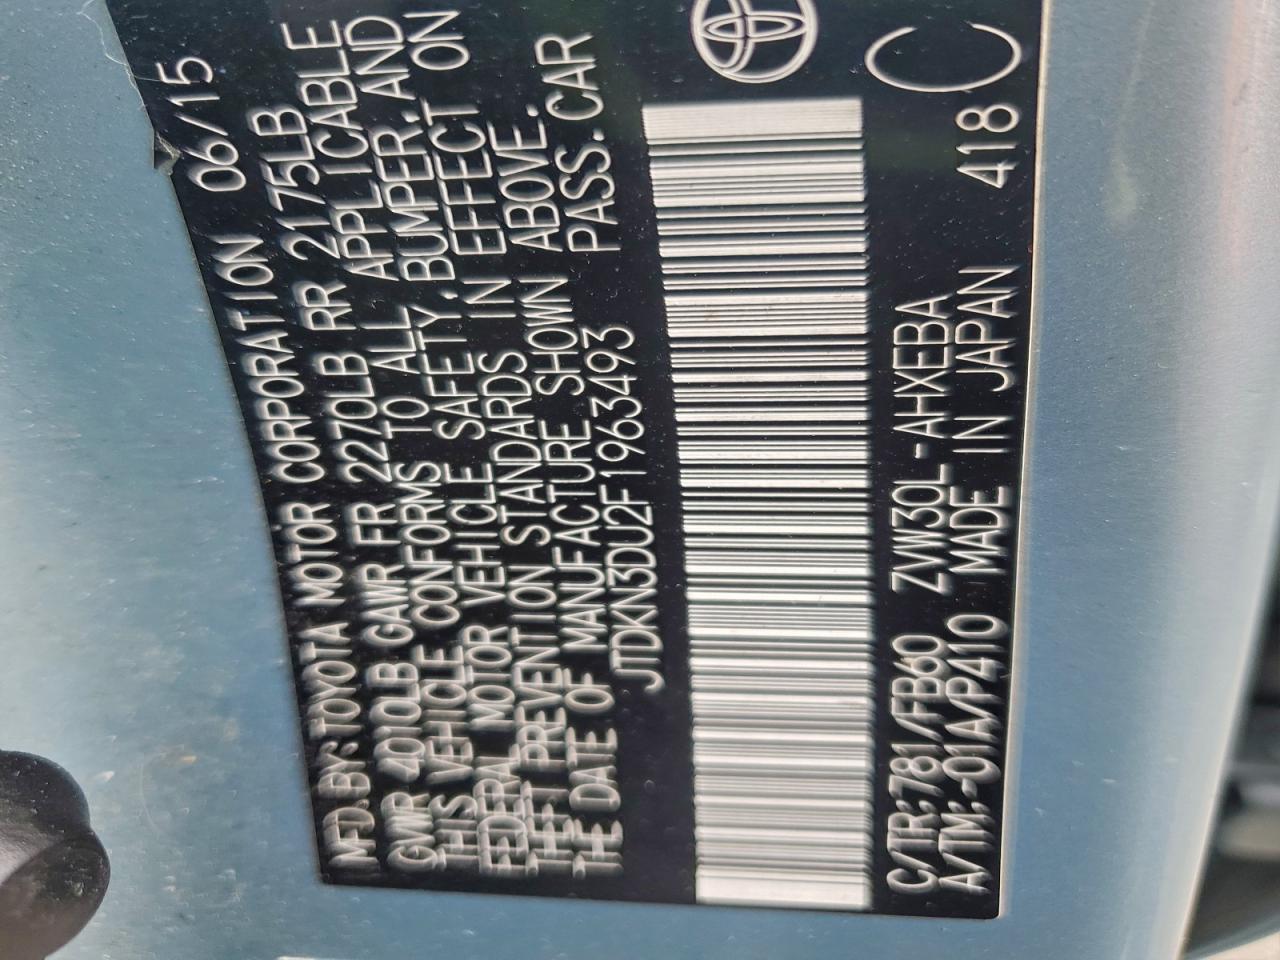 MFD.BY:TOYOTA MOTOR CORPORATION 06/15
GVWR 4010LB GAWR FR 2270LB RR 2175LB
THIS VEHICLE CONFORMS TO ALL APPLICABLE
FEDERAL MOTOR VEHICLE SAFETY, BUMPER, AND
THEFT PREVENTION STANDARDS IN EFFECT ON
THE DATE OF MANUFACTURE SHOWN ABOVE.
JTDKN3DU2F1963493 PASS.CAR
C/TR:781/FB60 ZVW30L-AHXEBA
A/TM:-01A/P410 MADE IN JAPAN 418
C